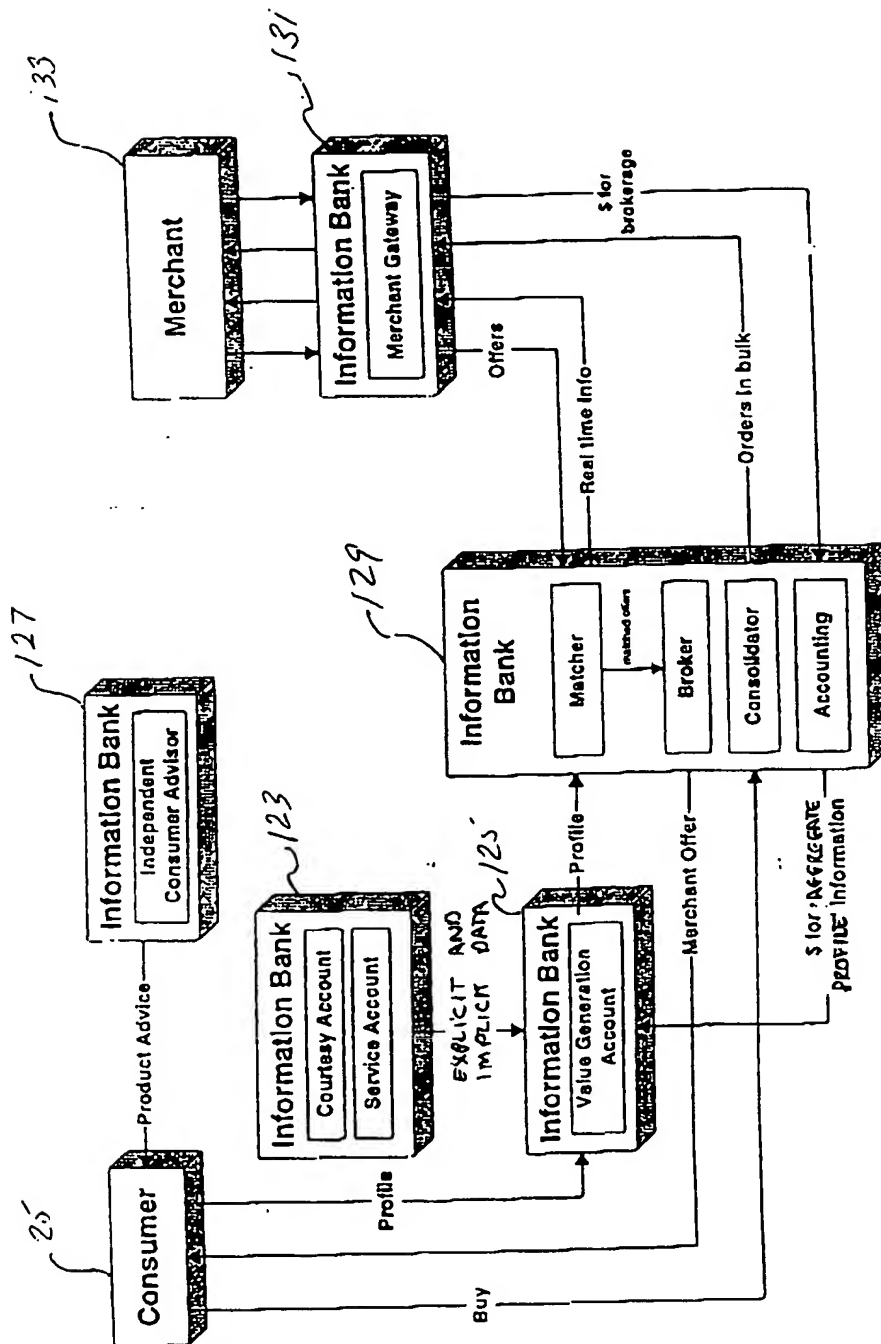 25
Consumer
Product Advice
127
Information Bank
Independent
Consumer Advisor
133
Merchant
131
Information Bank
Merchant Gateway
123
Information Bank
Courtesy Account
Service Account
EXPLICIT AND
IMPLICIT DATA
Profile
125
Information Bank
Value Generation
Account
Profile
129
Information
Bank
Matcher
matched offers
Broker
Consolidator
Accounting
Offers
Real time Info
Orders in bulk
$ for
brokerage
Merchant Offer
Buy
$ for AGGREGATE
PROFILE Information